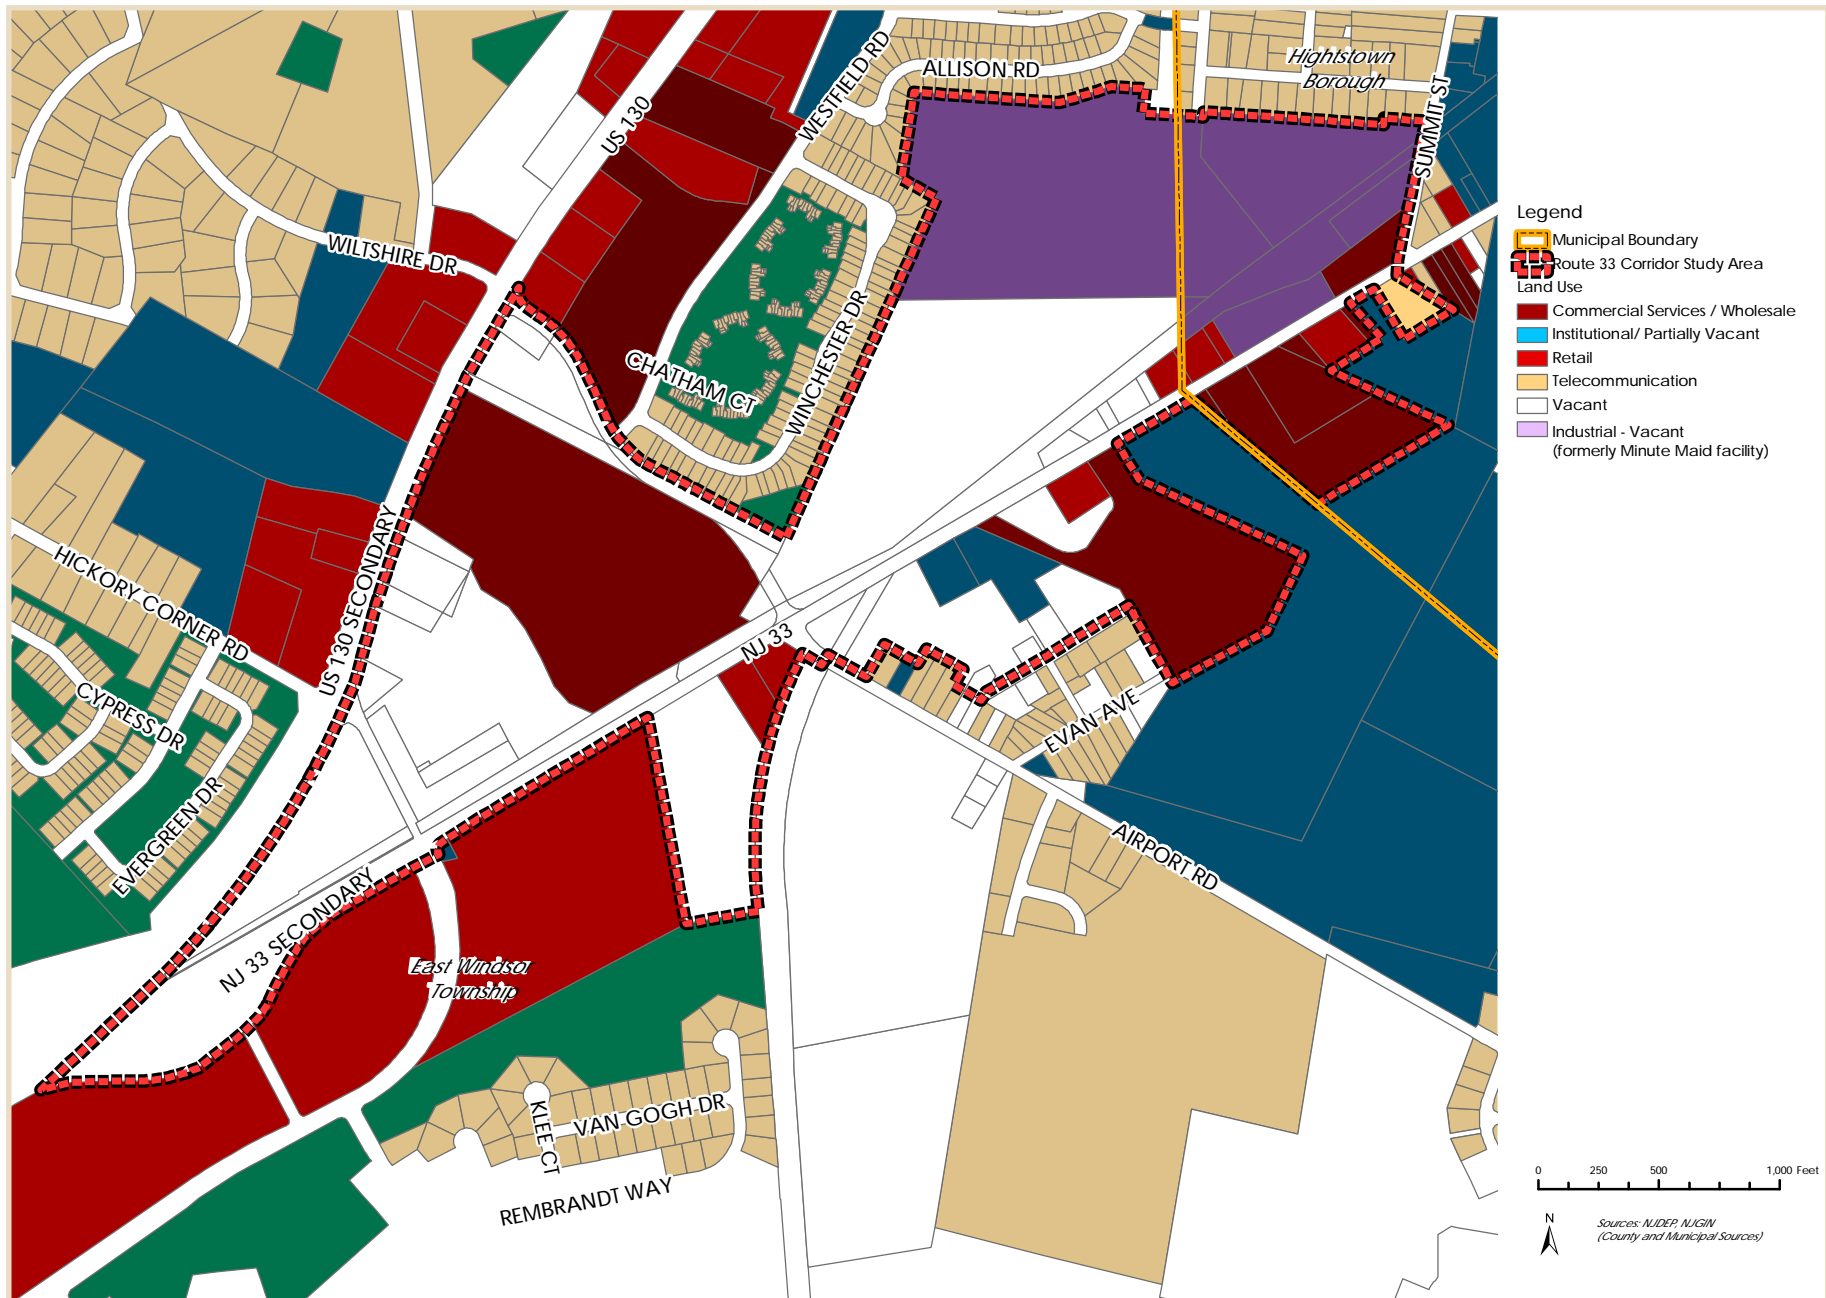 WESTFIELD RD
ALLISON RD
Hightstown
Borough
US 130
SUMMIT ST
WILTSHIRE DR
WINCHESTER DR
CHATHAM CT
US 130 SECONDARY
HICKORY CORNER RD
NJ 33
CYPRESS DR
EVAN AVE
EVERGREEN DR
AIRPORT RD
NJ 33 SECONDARY
East Windsor
Township
KLEE CT
VAN GOGH DR
REMBRANDT WAY
Legend
Municipal Boundary
Route 33 Corridor Study Area
Land Use
Commercial Services / Wholesale
Institutional/ Partially Vacant
Retail
Telecommunication
Vacant
Industrial - Vacant
(formerly Minute Maid facility)
0 250 500 1,000 Feet
N
Sources: NJDEP, NJGIN
(County and Municipal Sources)